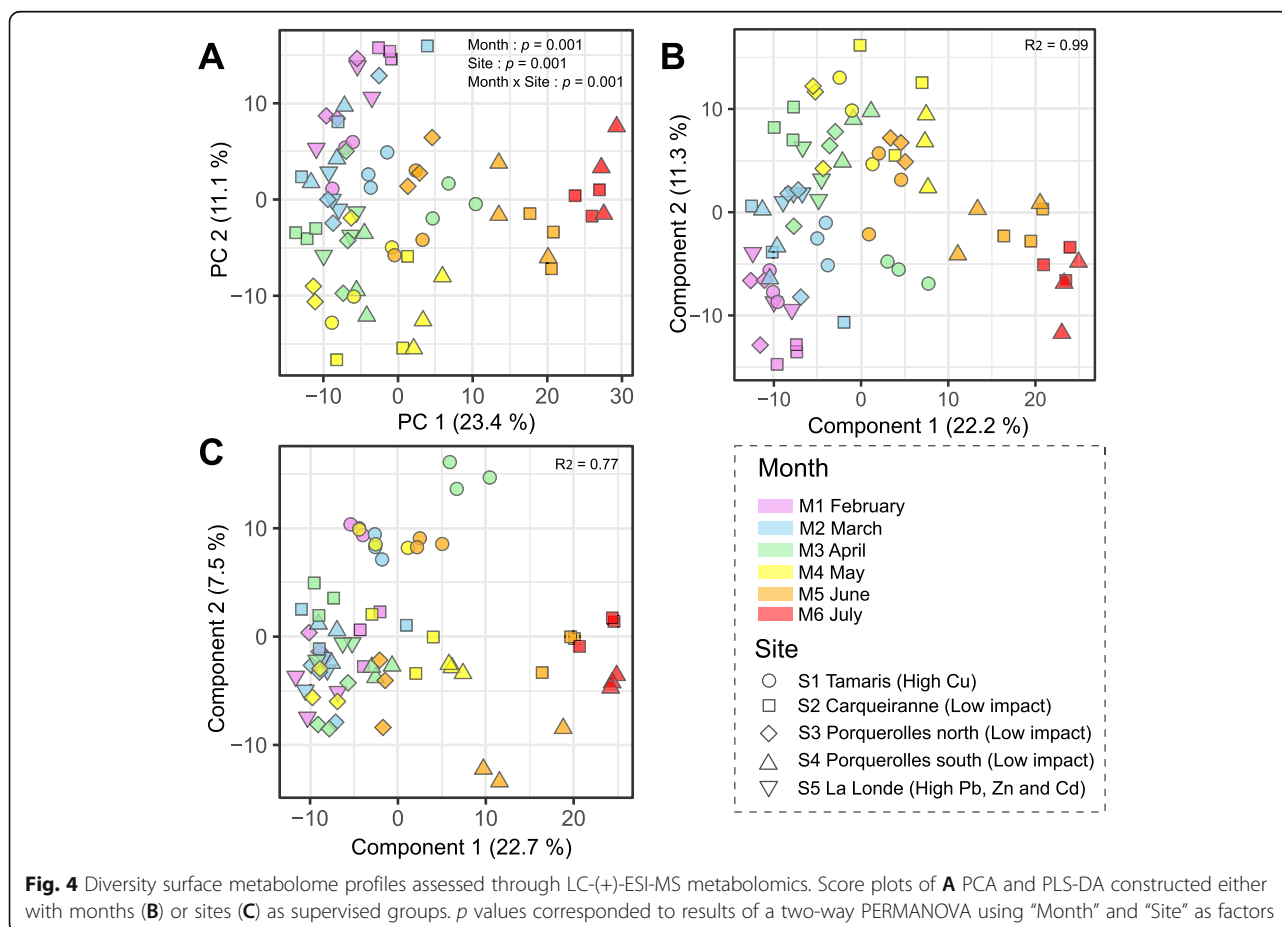 A
Month : p = 0.001
Site : p = 0.001
Month x Site : p = 0.001
10
0
−10
PC 2 (11.1 %)
−10
0
10
20
30
PC 1 (23.4 %)
B
R2 = 0.99
10
0
−10
Component 2 (11.3 %)
−10
0
10
20
Component 1 (22.2 %)
C
R2 = 0.77
10
0
−10
Component 2 (7.5 %)
−10
0
10
20
Component 1 (22.7 %)
Month
M1 February
M2 March
M3 April
M4 May
M5 June
M6 July
Site
S1 Tamaris (High Cu)
S2 Carqueiranne (Low impact)
S3 Porquerolles north (Low impact)
S4 Porquerolles south (Low impact)
S5 La Londe (High Pb, Zn and Cd)
Fig. 4 Diversity surface metabolome profiles assessed through LC-(+)-ESI-MS metabolomics. Score plots of A PCA and PLS-DA constructed either
with months (B) or sites (C) as supervised groups. p values corresponded to results of a two-way PERMANOVA using “Month” and “Site” as factors